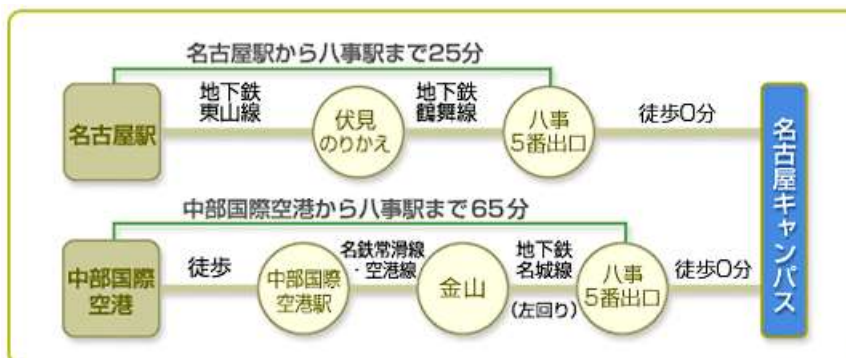 名古屋駅から八事駅まで25分
名古屋駅
地下鉄
東山線
伏見
のりかえ
地下鉄
鶴舞線
八事
5番出口
徒歩0分
中部国際空港から八事駅まで65分
中部国際
空港
徒歩
中部国際
空港駅
名鉄常滑線
・空港線
金山
地下鉄
名城線
(左回り)
八事
5番出口
徒歩0分
名古屋キャンパス